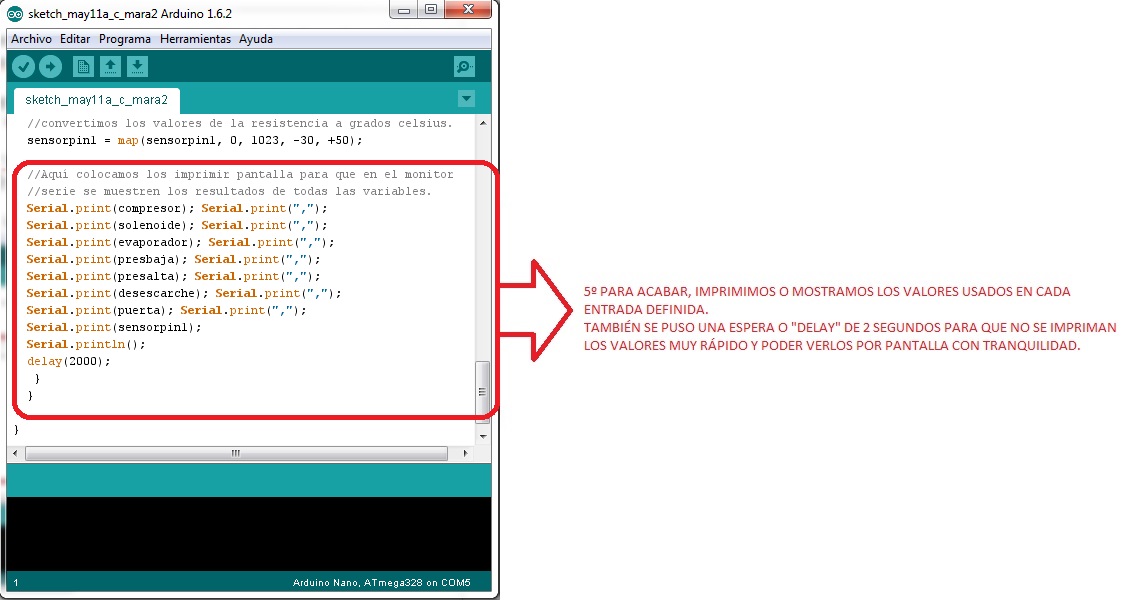 sketch_may11a_c_mara2 Arduino 1.6.2
Archivo Editar Programa Herramientas Ayuda
sketch_may11a_c_mara2
//convertimos los valores de la resistencia a grados celsius.
sensorpin1 = map(sensorpin1, 0, 1023, -30, +50);
//Aquí colocamos los imprimir pantalla para que en el monitor
//serie se muestren los resultados de todas las variables.
Serial.print(compresor); Serial.print(",");
Serial.print(solenoide); Serial.print(",");
Serial.print(evaporador); Serial.print(",");
Serial.print(presbaja); Serial.print(",");
Serial.print(presalta); Serial.print(",");
Serial.print(desescarche); Serial.print(",");
Serial.print(puerta); Serial.print(",");
Serial.print(sensorpin1);
Serial.println();
delay(2000);
}
}
}
5º PARA ACABAR, IMPRIMIMOS O MOSTRAMOS LOS VALORES USADOS EN CADA
ENTRADA DEFINIDA.
TAMBIÉN SE PUSO UNA ESPERA O "DELAY" DE 2 SEGUNDOS PARA QUE NO SE IMPRIMAN
LOS VALORES MUY RÁPIDO Y PODER VERLOS POR PANTALLA CON TRANQUILIDAD.
1
Arduino Nano, ATmega328 on COM5